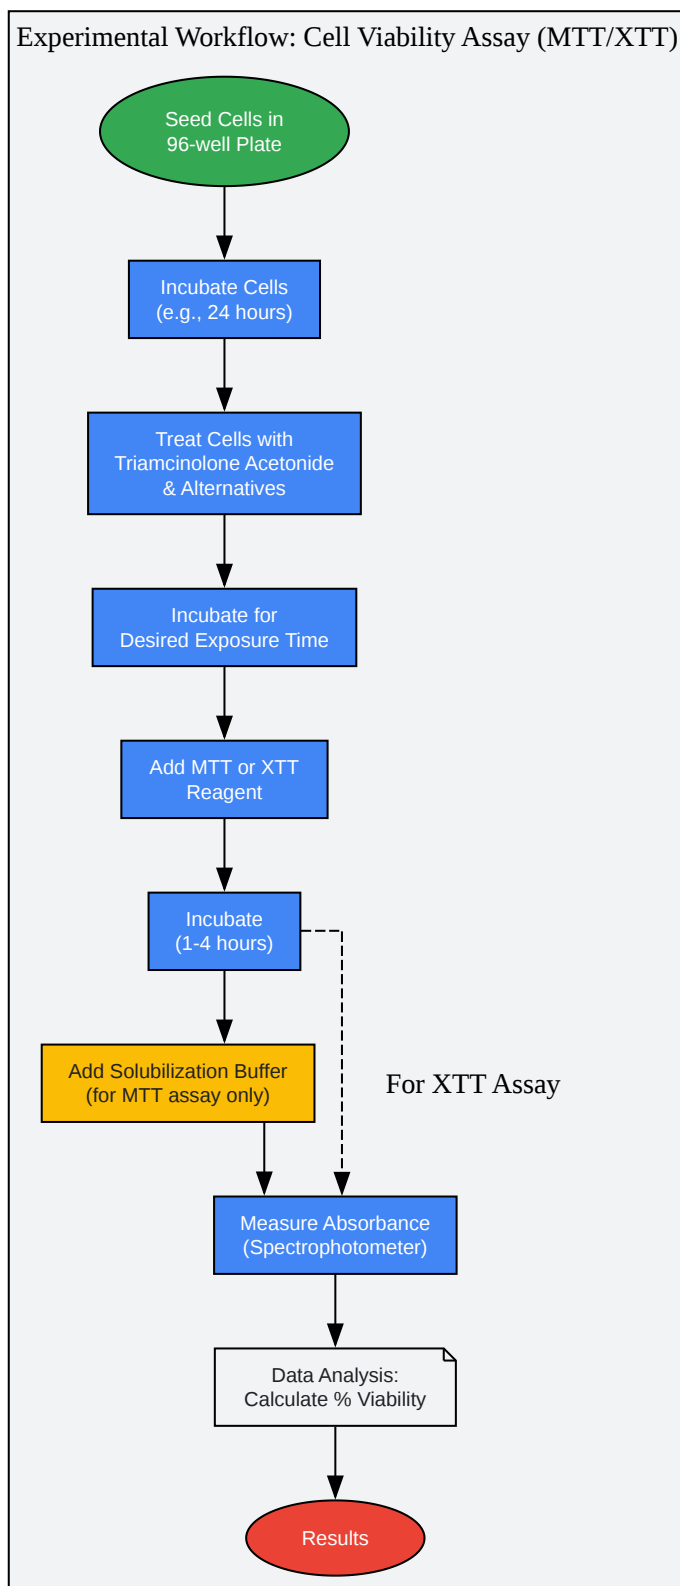 Experimental Workflow: Cell Viability Assay (MTT/XTT)
Seed Cells in
96-well Plate
Incubate Cells
(e.g., 24 hours)
Treat Cells with
Triamcinolone Acetonide
& Alternatives
Incubate for
Desired Exposure Time
Add MTT or XTT
Reagent
Incubate
(1-4 hours)
Add Solubilization Buffer
(for MTT assay only)
For XTT Assay
Measure Absorbance
(Spectrophotometer)
Data Analysis:
Calculate % Viability
Results